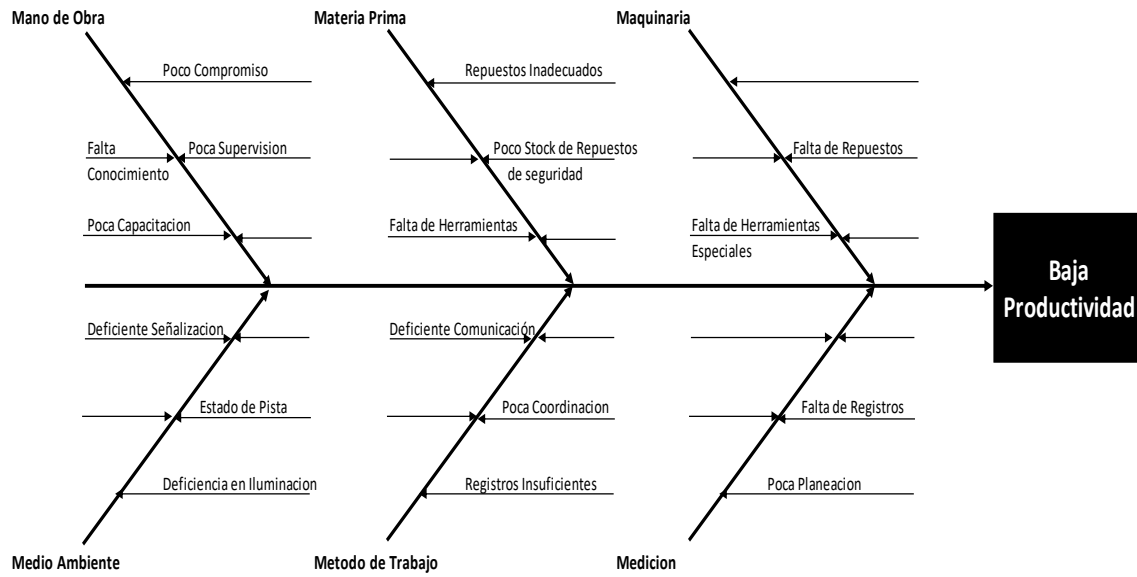 Mano de Obra
Materia Prima
Maquinaria
Poco Compromiso
Repuestos Inadecuados
Falta
Conocimiento
Poca Supervision
Poco Stock de Repuestos
de seguridad
Falta de Repuestos
Poca Capacitacion
Falta de Herramientas
Falta de Herramientas
Especiales
Baja
Productividad
Deficiente Señalizacion
Deficiente Comunicación
Estado de Pista
Poca Coordinacion
Falta de Registros
Deficiencia en Iluminacion
Registros Insuficientes
Poca Planeacion
Medio Ambiente
Metodo de Trabajo
Medicion